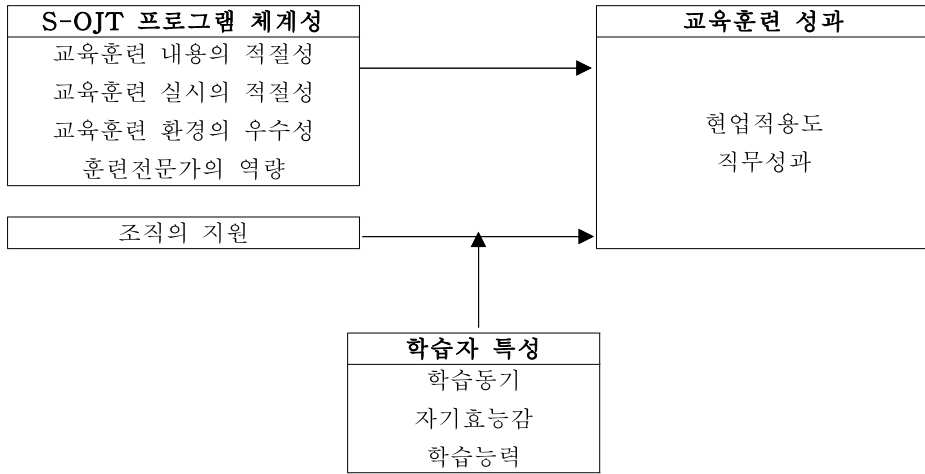 S-OJT 프로그램 체계성
교육훈련 내용의 적절성
교육훈련 실시의 적절성
교육훈련 환경의 우수성
훈련전문가의 역량
조직의 지원
교육훈련 성과
현업적용도
직무성과
학습자 특성
학습동기
자기효능감
학습능력